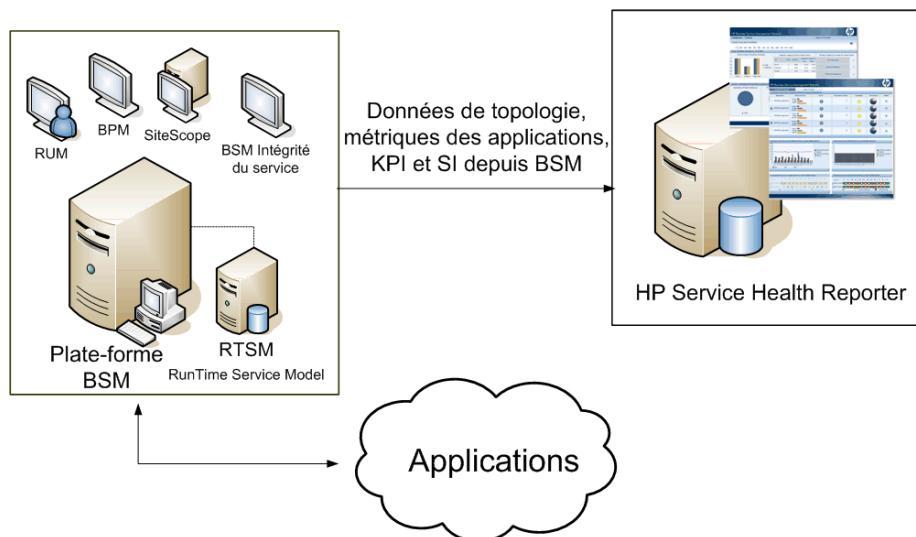 RUM
BPM
SiteScope
BSM Intégrité
du service
Plate-forme
BSM
RTSM
RunTime Service Model
Données de topologie,
métriques des applications,
KPI et SI depuis BSM
HP Service Health Reporter
Applications